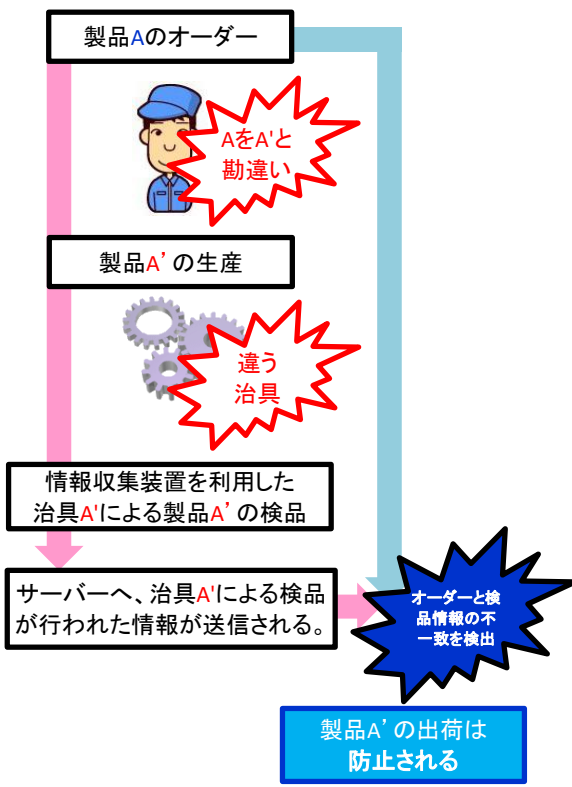 製品Aのオーダー
AをA'と
勘違い
製品A’の生産
違う
治具
情報収集装置を利用した
治具A'による製品A’の検品
サーバーへ、治具A'による検品
が行われた情報が送信される。
オーダーと検
品情報の不
一致を検出
製品A’の出荷は
防止される